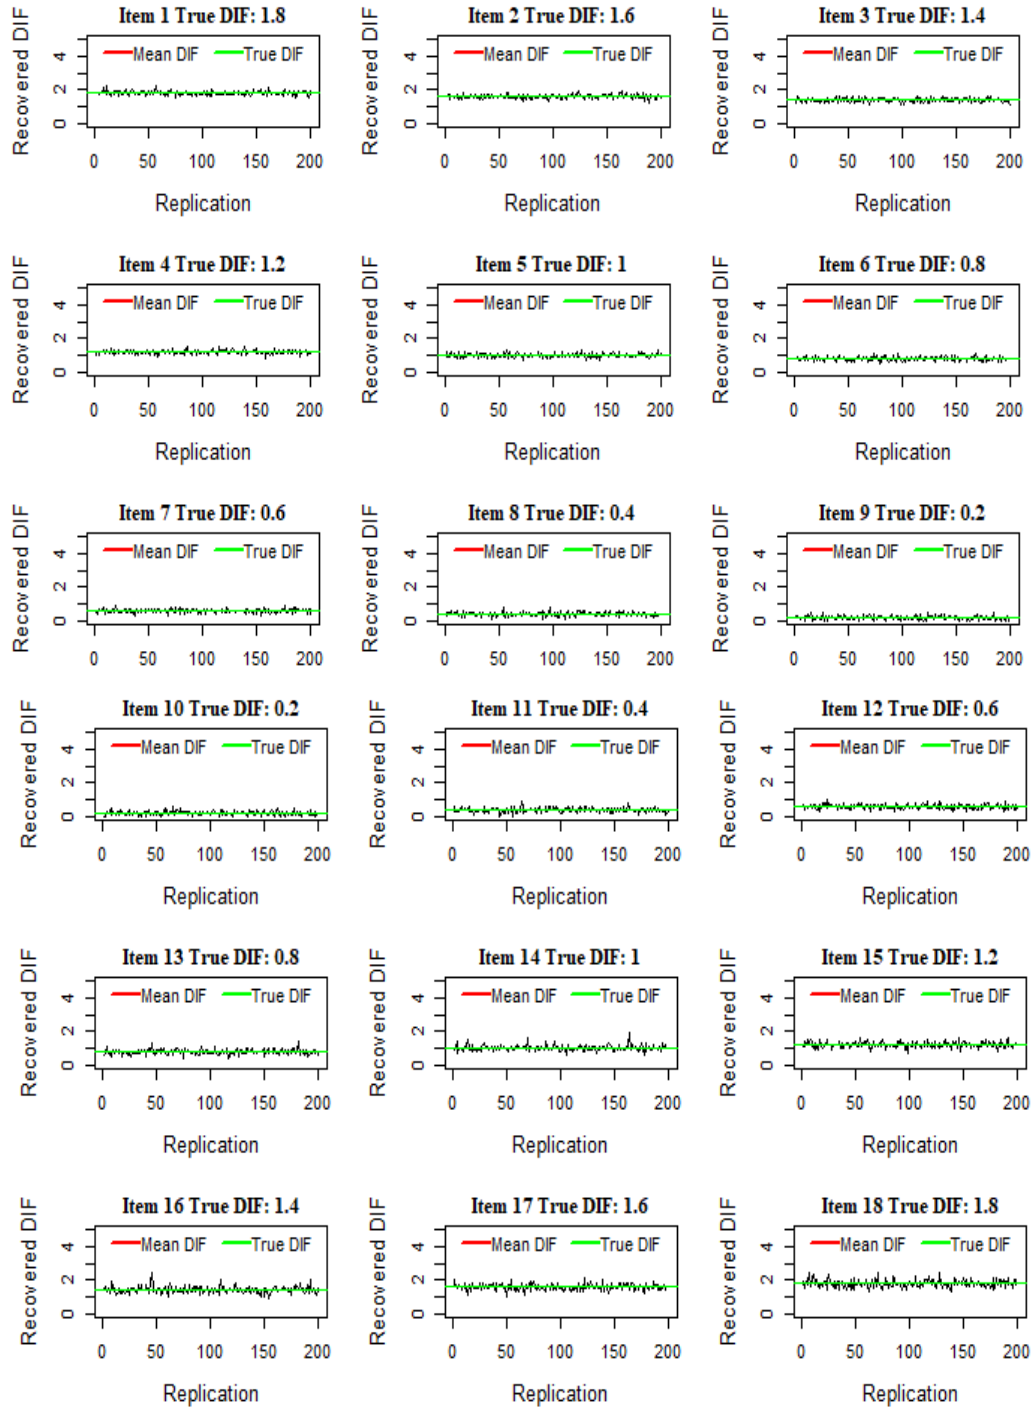 Item 1 True DIF: 1.8
Recovered DIF
4
2
0
Mean DIF True DIF
0 50 100 150 200
Replication
Item 2 True DIF: 1.6
Recovered DIF
4
2
0
Mean DIF True DIF
0 50 100 150 200
Replication
Item 3 True DIF: 1.4
Recovered DIF
4
2
0
Mean DIF True DIF
0 50 100 150 200
Replication
Item 4 True DIF: 1.2
Recovered DIF
4
2
0
Mean DIF True DIF
0 50 100 150 200
Replication
Item 5 True DIF: 1
Recovered DIF
4
2
0
Mean DIF True DIF
0 50 100 150 200
Replication
Item 6 True DIF: 0.8
Recovered DIF
4
2
0
Mean DIF True DIF
0 50 100 150 200
Replication
Item 7 True DIF: 0.6
Recovered DIF
4
2
0
Mean DIF True DIF
0 50 100 150 200
Item 8 True DIF: 0.4
Recovered DIF
4
2
0
Mean DIF True DIF
0 50 100 150 200
Item 9 True DIF: 0.2
Recovered DIF
4
2
0
Mean DIF True DIF
0 50 100 150 200
Item 10 True DIF: 0.2
Recovered DIF
4
2
0
Mean DIF True DIF
0 50 100 150 200
Replication
Item 11 True DIF: 0.4
Recovered DIF
4
2
0
Mean DIF True DIF
0 50 100 150 200
Replication
Item 12 True DIF: 0.6
Recovered DIF
4
2
0
Mean DIF True DIF
0 50 100 150 200
Replication
Item 13 True DIF: 0.8
Recovered DIF
4
2
0
Mean DIF True DIF
0 50 100 150 200
Replication
Item 14 True DIF: 1
Recovered DIF
4
2
0
Mean DIF True DIF
0 50 100 150 200
Replication
Item 15 True DIF: 1.2
Recovered DIF
4
2
0
Mean DIF True DIF
0 50 100 150 200
Replication
Item 16 True DIF: 1.4
Recovered DIF
4
2
0
Mean DIF True DIF
0 50 100 150 200
Replication
Item 17 True DIF: 1.6
Recovered DIF
4
2
0
Mean DIF True DIF
0 50 100 150 200
Replication
Item 18 True DIF: 1.8
Recovered DIF
4
2
0
Mean DIF True DIF
0 50 100 150 200
Replication